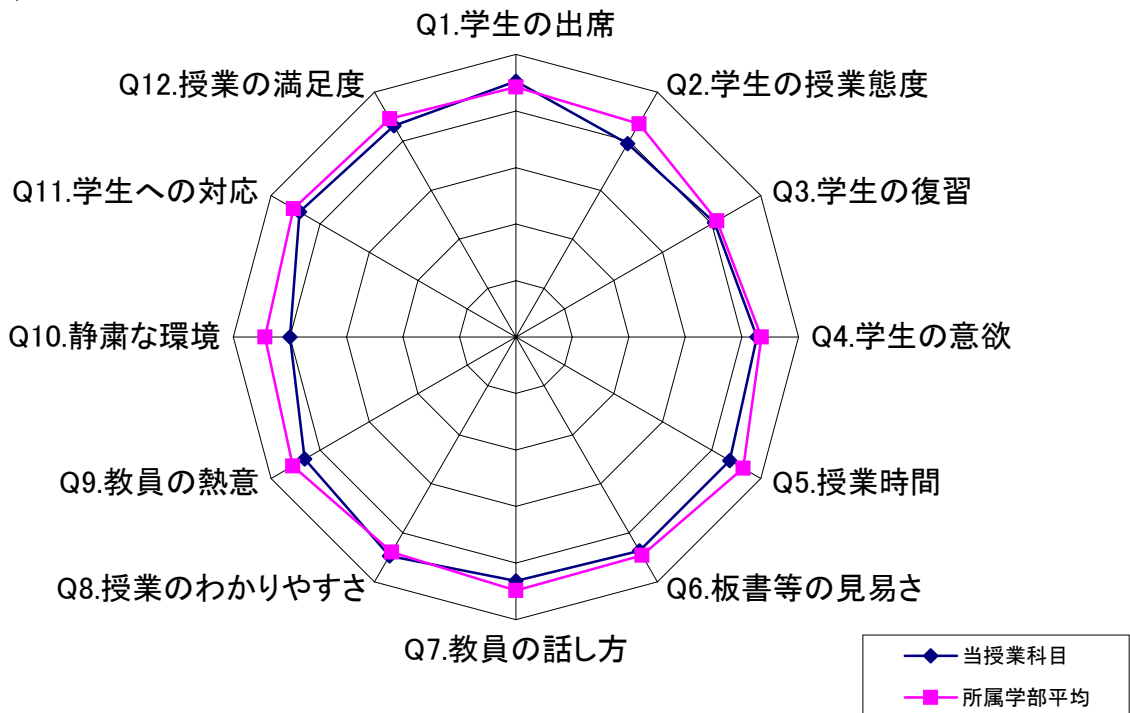 Q1.学生の出席
Q2.学生の授業態度
Q3.学生の復習
Q4.学生の意欲
Q5.授業時間
Q6.板書等の見易さ
Q7.教員の話し方
Q8.授業のわかりやすさ
Q9.教員の熱意
Q10.静粛な環境
Q11.学生への対応
Q12.授業の満足度
当授業科目
所属学部平均